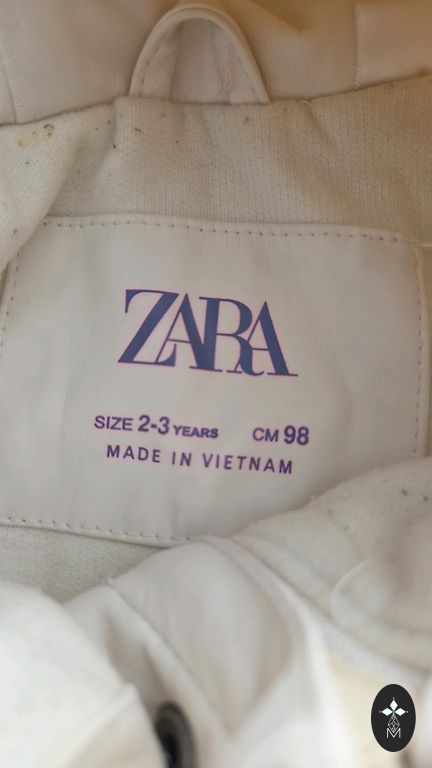 ZARA
SIZE 2-3 YEARS CM 98
MADE IN VIETNAM
M